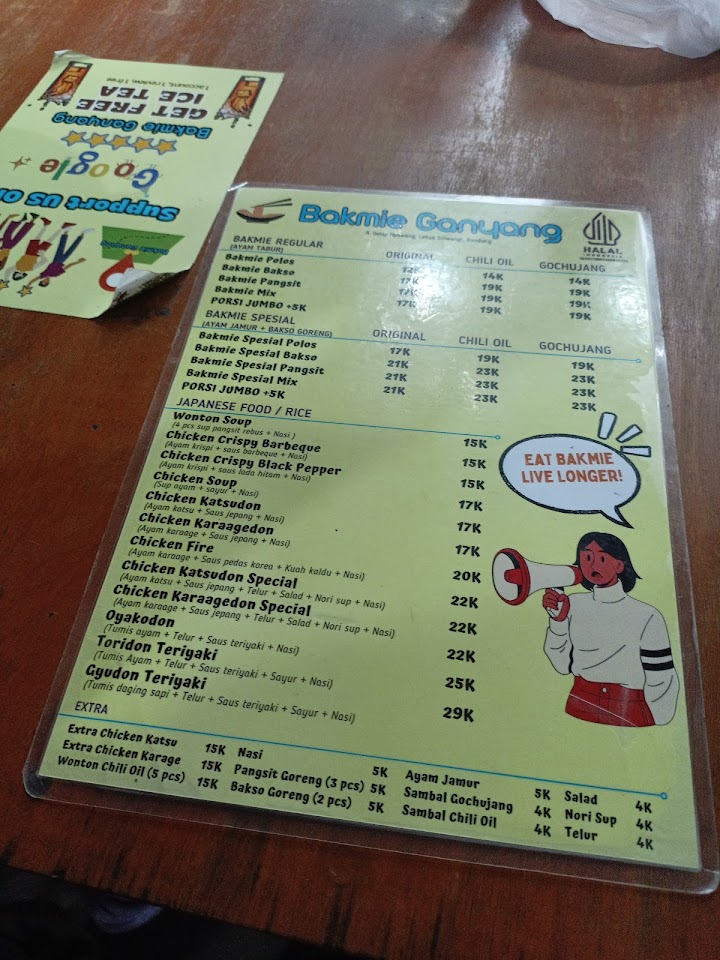 Support us on
Google
Bakmie Ganyang
GET FREE
ICE TEA
1 account, 1 review, 1 free
Bakmie Ganyang
HALAL
INDONESIA
BAKMIE REGULAR ORIGINAL CHILI OIL GOCHUJANG
(AYAM TABUR)
Bakmie Polos 12K 14K 14K
Bakmie Bakso 17K 19K 19K
Bakmie Pangsit 17K 19K 19K
Bakmie Mix 17K 19K 19K
PORSI JUMBO +5K
BAKMIE SPESIAL ORIGINAL CHILI OIL GOCHUJANG
(AYAM JAMUR + BAKSO GORENG)
Bakmie Spesial Polos 17K 19K 19K
Bakmie Spesial Bakso 21K 23K 23K
Bakmie Spesial Pangsit 21K 23K 23K
Bakmie Spesial Mix 21K 23K 23K
PORSI JUMBO +5K
JAPANESE FOOD / RICE
Wonton Soup 15K
(4 pcs sup pangsit rebus + Nasi )
Chicken Crispy Barbeque 15K
(Ayam krispi + saus barbeque + Nasi)
Chicken Crispy Black Pepper 15K
(Ayam krispi + saus lada hitam + Nasi)
Chicken Soup 17K
(Sup ayam + sayur + Nasi)
Chicken Katsudon 17K
(Ayam katsu + Saus jepang + Nasi)
Chicken Karaagedon 17K
(Ayam karaage + Saus jepang + Nasi)
Chicken Fire 20K
(Ayam karaage + Saus pedas korea + Kuah kaldu + Nasi)
Chicken Katsudon Special 22K
(Ayam katsu + Saus jepang + Telur + Salad + Nori sup + Nasi)
Chicken Karaagedon Special 22K
(Ayam karaage + Saus jepang + Telur + Salad + Nori sup + Nasi)
Oyakodon 22K
(Tumis ayam + Telur + Saus teriyaki + Nasi)
Toridon Teriyaki 25K
(Tumis Ayam + Telur + Saus teriyaki + Sayur + Nasi)
Gyudon Teriyaki 29K
(Tumis daging sapi + Telur + Saus teriyaki + Sayur + Nasi)
EAT BAKMIE
LIVE LONGER!
EXTRA
Extra Chicken Katsu 15K Nasi 5K Ayam Jamur 5K Salad 4K
Extra Chicken Karage 15K Pangsit Goreng (3 pcs) 5K Sambal Gochujang 4K Nori Sup 4K
Wonton Chili Oil (5 pcs) 15K Bakso Goreng (2 pcs) 5K Sambal Chili Oil 4K Telur 4K